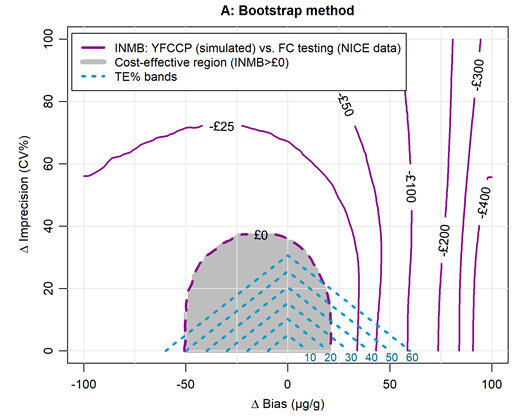 A: Bootstrap method
INMB: YFCCP (simulated) vs. FC testing (NICE data)
Cost-effective region (INMB>£0)
TE% bands
Δ Imprecision (CV%)
100
80
60
40
20
0
-£25
-£50
-£100
-£200
-£300
-£400
£0
10 20 30 40 50 60
-100 -50 0 50 100
Δ Bias (µg/g)